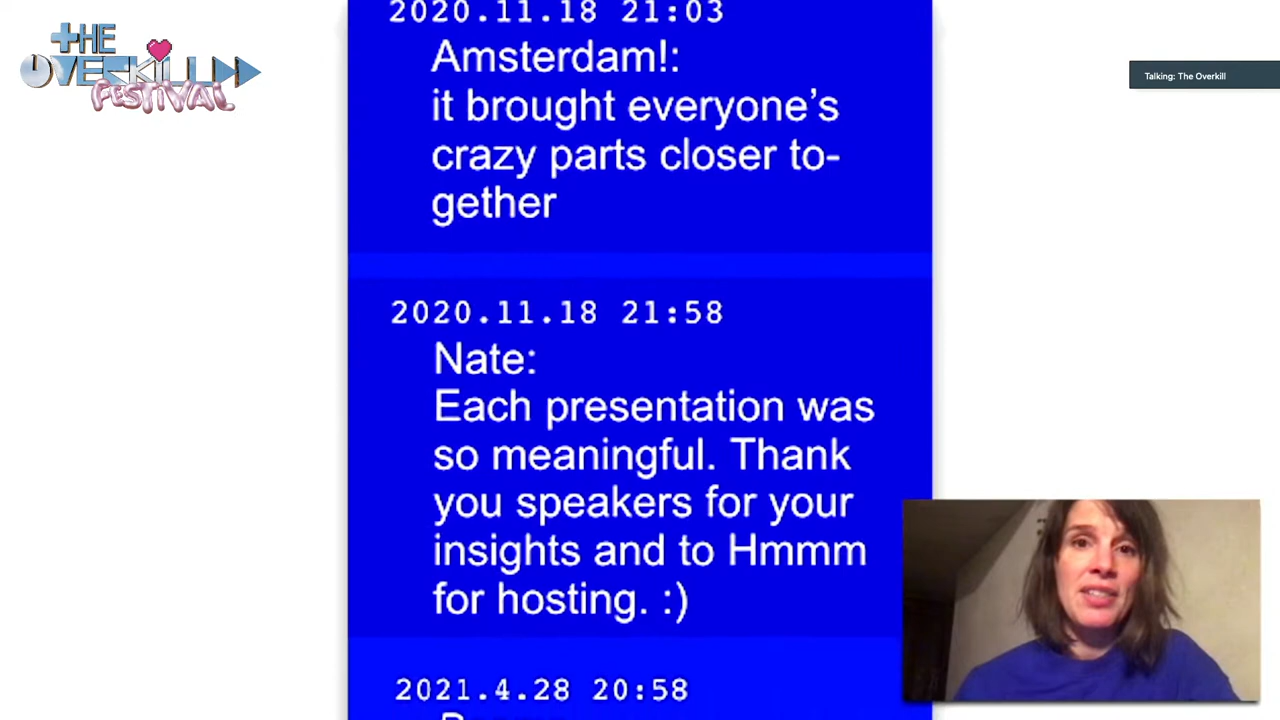 THE
OVERKILL
FESTIVAL
Talking: The Overkill
2020.11.18 21:03
Amsterdam!:
it brought everyone’s
crazy parts closer to-
gether
2020.11.18 21:58
Nate:
Each presentation was
so meaningful. Thank
you speakers for your
insights and to Hmmm
for hosting. :)
2021.4.28 20:58